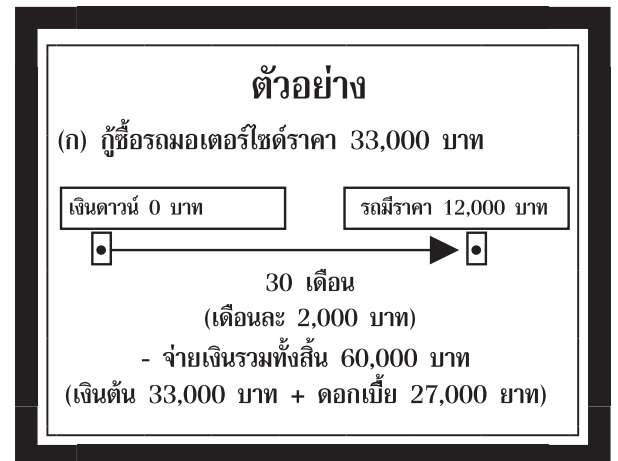 ตัวอย่าง
(ก) กู้ซื้อรถมอเตอร์ไซด์ราคา 33,000 บาท
เงินดาวน์ 0 บาท
รถมีราคา 12,000 บาท
30 เดือน
(เดือนละ 2,000 บาท)
- จ่ายเงินรวมทั้งสิ้น 60,000 บาท
(เงินต้น 33,000 บาท + ดอกเบี้ย 27,000 ยาท)